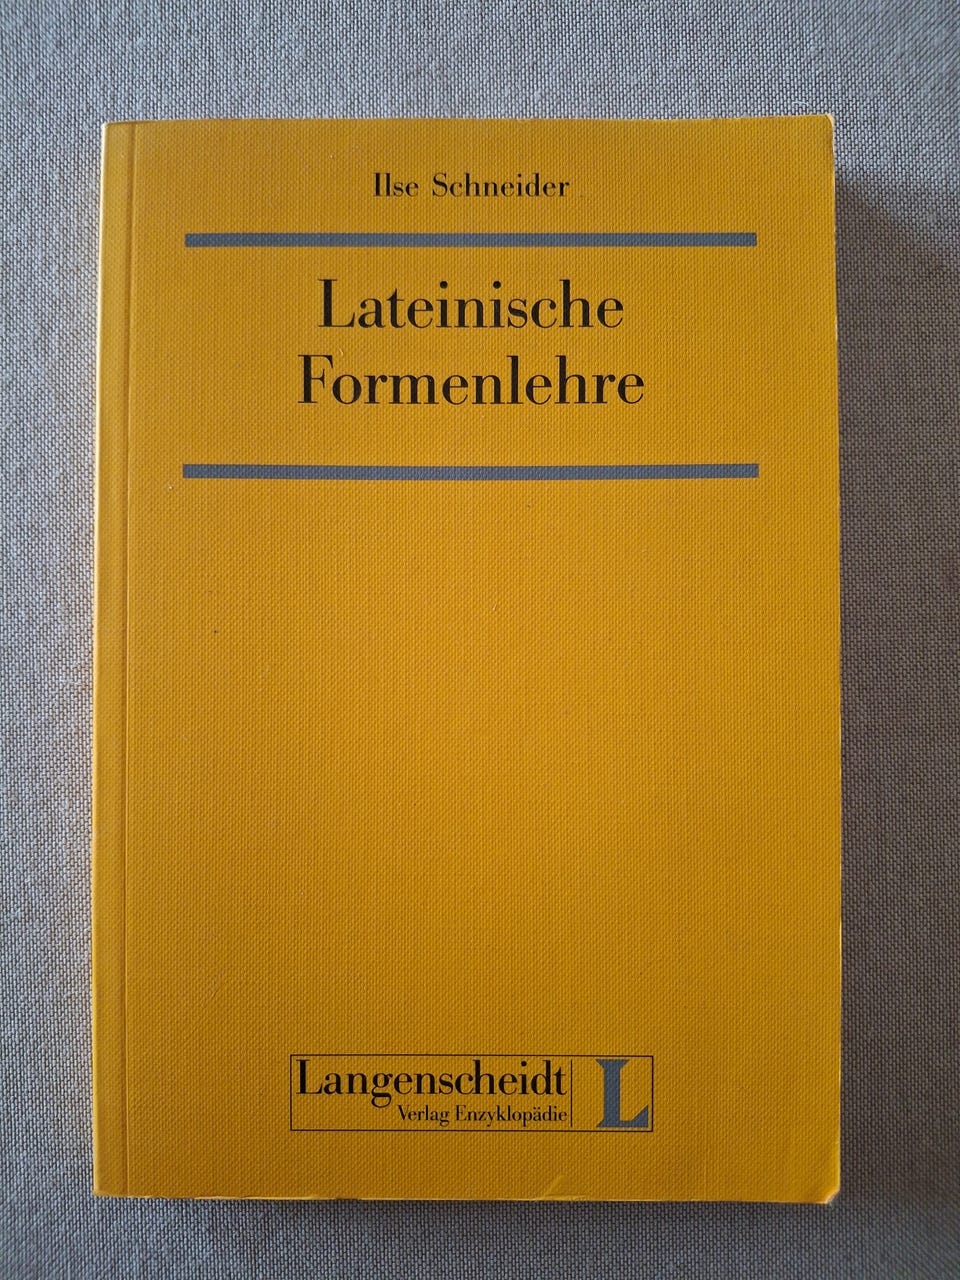 Ilse Schneider
Lateinische
Formenlehre
Langenscheidt
Verlag Enzyklopädie
L